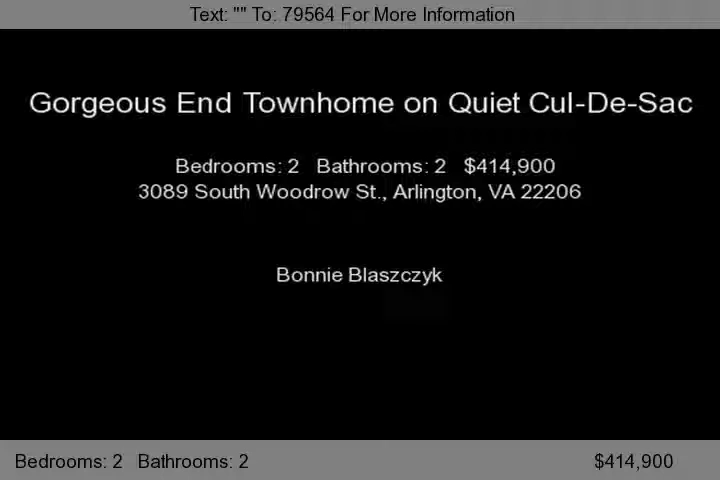 Text: "" To: 79564 For More Information
Gorgeous End Townhome on Quiet Cul-De-Sac
Bedrooms: 2 Bathrooms: 2 $414,900
3089 South Woodrow St., Arlington, VA 22206
Bonnie Blaszczyk
Bedrooms: 2 Bathrooms: 2 $414,900